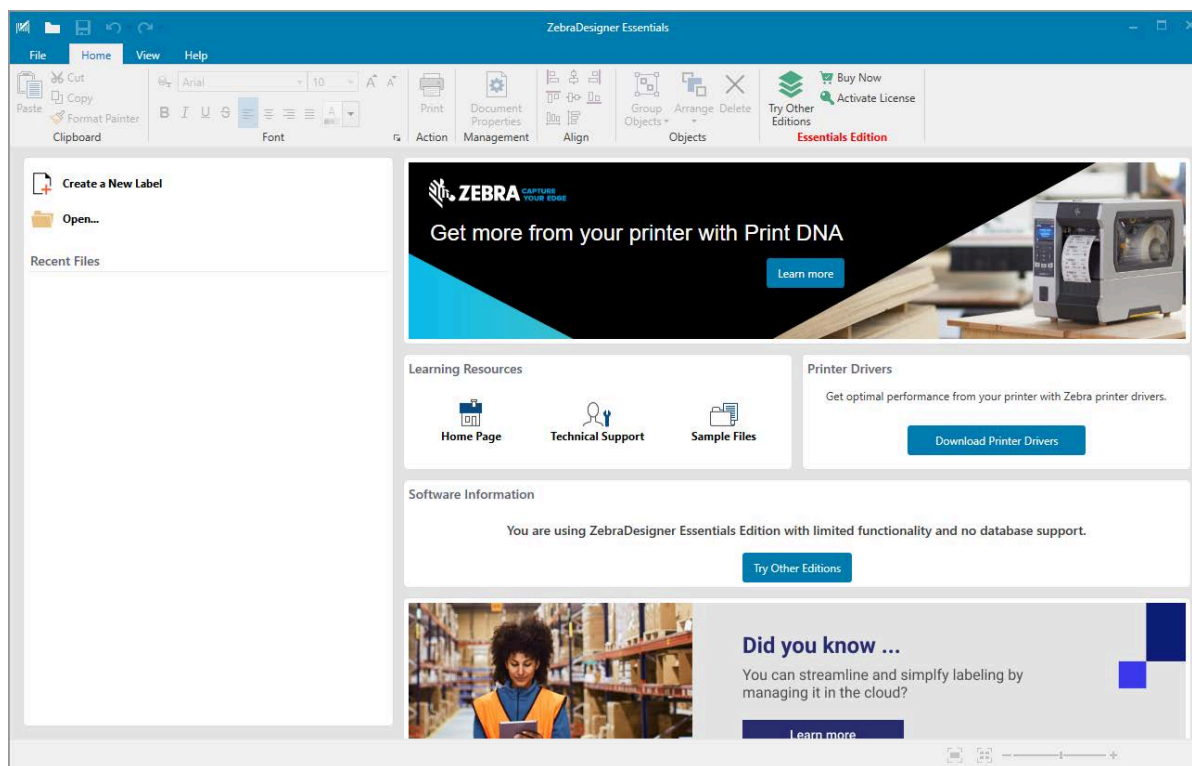 ZebraDesigner Essentials
File Home View Help
Paste
Cut
Copy
Format Painter
Clipboard
Arial 10
B I U S
Font
Print
Action
Document
Properties
Management
Align
Group
Objects
Arrange Delete
Objects
Try Other
Editions
Buy Now
Activate License
Essentials Edition
Create a New Label
Open...
Recent Files
ZEBRA CAPTURE
YOUR EDGE
Get more from your printer with Print DNA
Learn more
Learning Resources
Home Page
Technical Support
Sample Files
Printer Drivers
Get optimal performance from your printer with Zebra printer drivers.
Download Printer Drivers
Software Information
You are using ZebraDesigner Essentials Edition with limited functionality and no database support.
Try Other Editions
Did you know ...
You can streamline and simplfy labeling by
managing it in the cloud?
Learn more